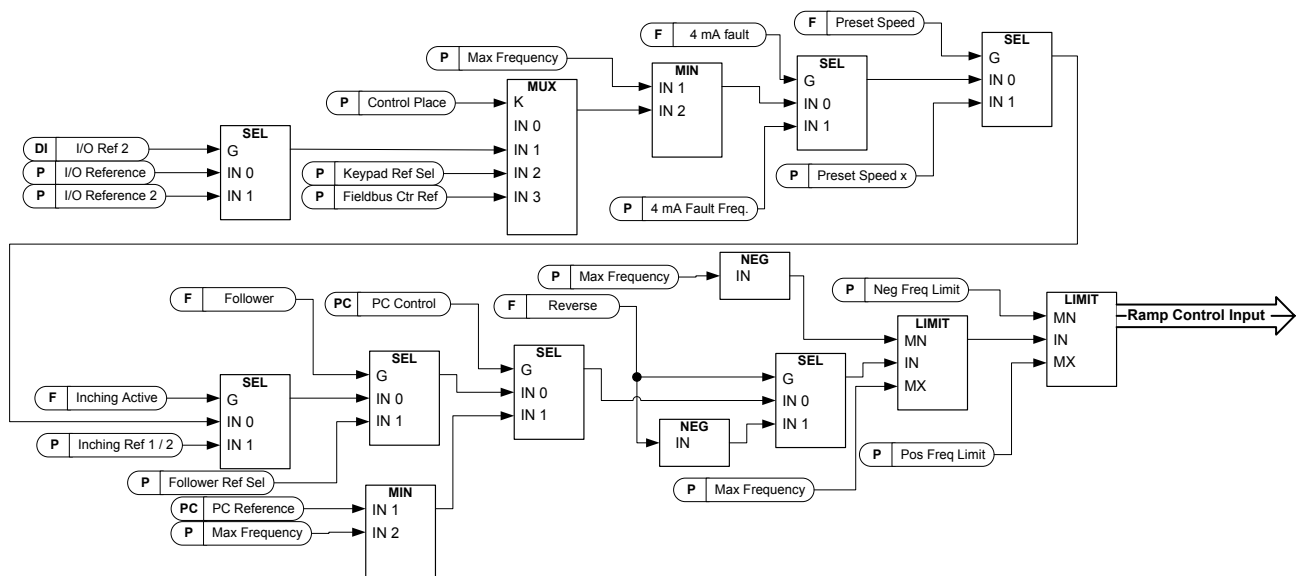 F Preset Speed
SEL
F 4 mA fault
G
P Max Frequency
MIN
SEL
IN 0
MUX
IN 1
G
IN 1
P Control Place
K
IN 2
IN 0
IN 0
IN 1
SEL
DI I/O Ref 2
G
IN 1
P I/O Reference
IN 0
P Keypad Ref Sel
IN 2
P Preset Speed x
P I/O Reference 2
IN 1
P Fieldbus Ctr Ref
IN 3
P 4 mA Fault Freq.
NEG
P Max Frequency
IN
P Neg Freq Limit
LIMIT
F Follower
PC PC Control
F Reverse
MN
Ramp Control Input
LIMIT
IN
SEL
SEL
MN
G
SEL
IN
MX
SEL
G
IN 0
G
MX
F Inching Active
G
IN 0
IN 1
IN 0
IN 0
IN 1
NEG
IN 1
P Inching Ref 1 / 2
IN 1
IN
P Pos Freq Limit
P Follower Ref Sel
MIN
P Max Frequency
PC PC Reference
IN 1
P Max Frequency
IN 2